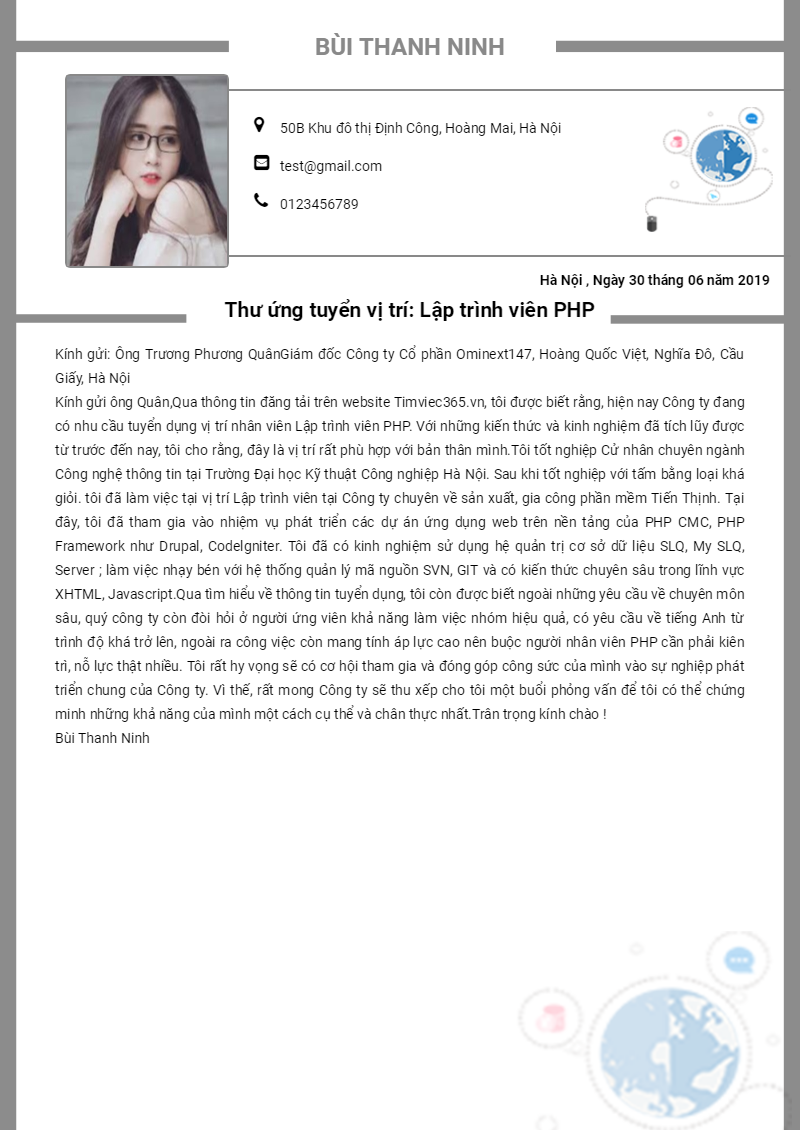 BÙI THANH NINH
50B Khu đô thị Định Công, Hoàng Mai, Hà Nội
test@gmail.com
0123456789
Hà Nội , Ngày 30 tháng 06 năm 2019
Thư ứng tuyển vị trí: Lập trình viên PHP
Kính gửi: Ông Trương Phương QuânGiám đốc Công ty Cổ phần Ominext147, Hoàng Quốc Việt, Nghĩa Đô, Cầu
Giấy, Hà Nội
Kính gửi ông Quân,Qua thông tin đăng tải trên website Timviec365.vn, tôi được biết rằng, hiện nay Công ty đang
có nhu cầu tuyển dụng vị trí nhân viên Lập trình viên PHP. Với những kiến thức và kinh nghiệm đã tích lũy được
từ trước đến nay, tôi cho rằng, đây là vị trí rất phù hợp với bản thân mình.Tôi tốt nghiệp Cử nhân chuyên ngành
Công nghệ thông tin tại Trường Đại học Kỹ thuật Công nghiệp Hà Nội. Sau khi tốt nghiệp với tấm bằng loại khá
giỏi. tôi đã làm việc tại vị trí Lập trình viên tại Công ty chuyên về sản xuất, gia công phần mềm Tiến Thịnh. Tại
đây, tôi đã tham gia vào nhiệm vụ phát triển các dự án ứng dụng web trên nền tảng của PHP CMC, PHP
Framework như Drupal, CodeIgniter. Tôi đã có kinh nghiệm sử dụng hệ quản trị cơ sở dữ liệu SLQ, My SLQ,
Server ; làm việc nhạy bén với hệ thống quản lý mã nguồn SVN, GIT và có kiến thức chuyên sâu trong lĩnh vực
XHTML, Javascript.Qua tìm hiểu về thông tin tuyển dụng, tôi còn được biết ngoài những yêu cầu về chuyên môn
sâu, quý công ty còn đòi hỏi ở người ứng viên khả năng làm việc nhóm hiệu quả, có yêu cầu về tiếng Anh từ
trình độ khá trở lên, ngoài ra công việc còn mang tính áp lực cao nên buộc người nhân viên PHP cần phải kiên
trì, nỗ lực thật nhiều. Tôi rất hy vọng sẽ có cơ hội tham gia và đóng góp công sức của mình vào sự nghiệp phát
triển chung của Công ty. Vì thế, rất mong Công ty sẽ thu xếp cho tôi một buổi phỏng vấn để tôi có thể chứng
minh những khả năng của mình một cách cụ thể và chân thực nhất.Trân trọng kính chào !
Bùi Thanh Ninh